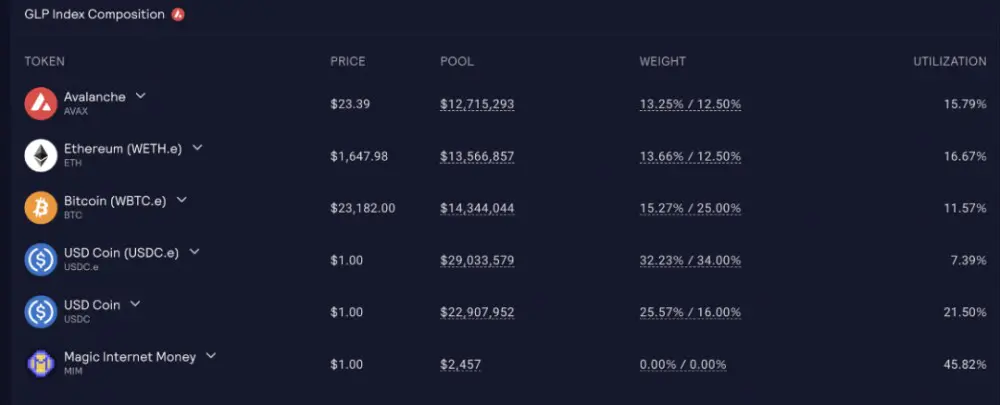 GLP Index Composition
TOKEN PRICE POOL WEIGHT UTILIZATION
Avalanche
AVAX
$23.39 $12,715,293 13.25% / 12.50% 15.79%
Ethereum (WETH.e)
ETH
$1,647.98 $13,566,857 13.66% / 12.50% 16.67%
Bitcoin (WBTC.e)
BTC
$23,182.00 $14,344,044 15.27% / 25.00% 11.57%
USD Coin (USDC.e)
USDC.e
$1.00 $29,033,579 32.23% / 34.00% 7.39%
USD Coin
USDC
$1.00 $22,907,952 25.57% / 16.00% 21.50%
Magic Internet Money
MIM
$1.00 $2,457 0.00% / 0.00% 45.82%